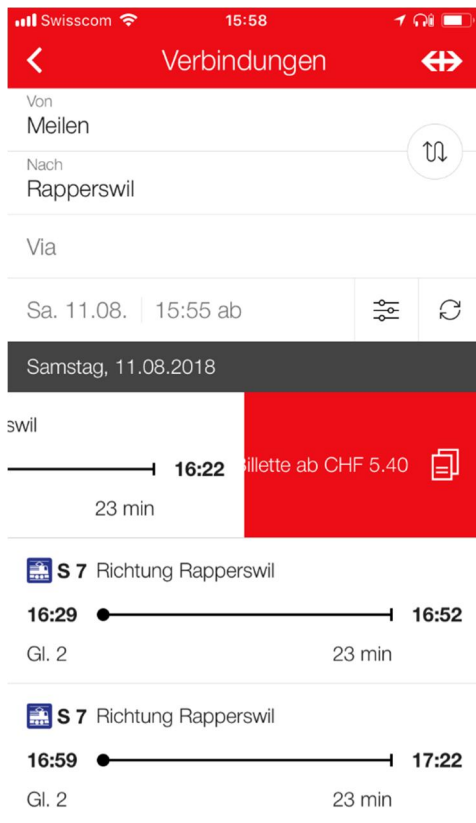 Swisscom 15:58
Verbindungen
Von
Meilen
Nach
Rapperswil
Via
Sa. 11.08. 15:55 ab
Samstag, 11.08.2018
swil
16:22 illette ab CHF 5.40
23 min
S 7 Richtung Rapperswil
16:29 16:52
Gl. 2 23 min
S 7 Richtung Rapperswil
16:59 17:22
Gl. 2 23 min